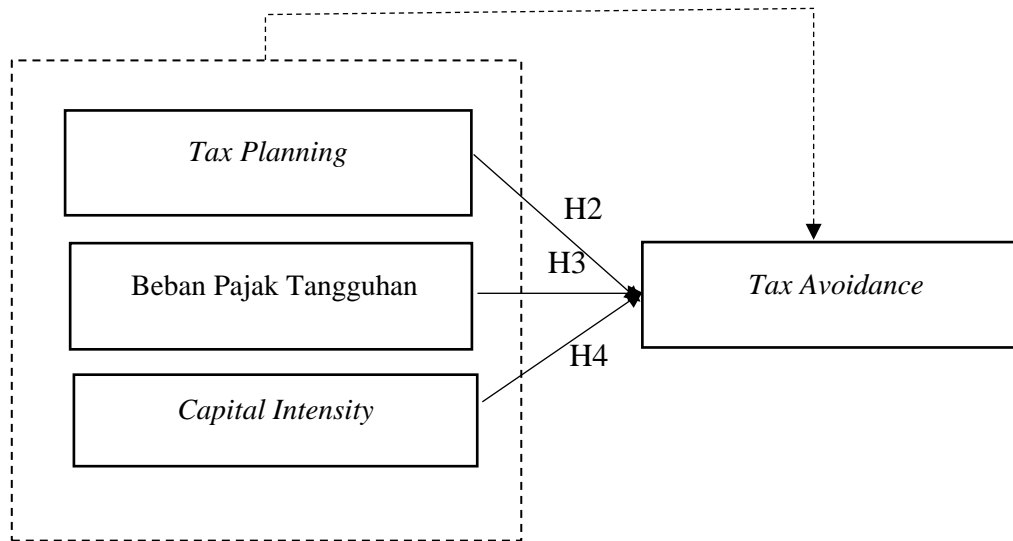 Tax Planning
H2
Beban Pajak Tangguhan
H3
Tax Avoidance
Capital Intensity
H4